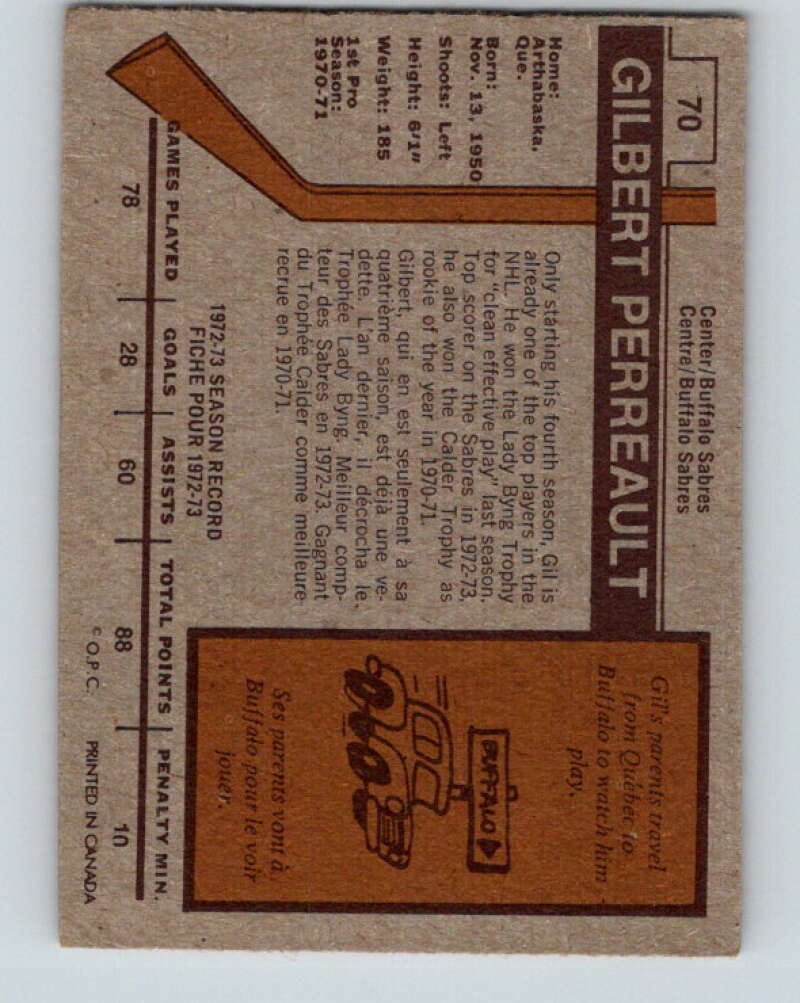 70
GILBERT PERREAULT
Center/Buffalo Sabres
Centre/Buffalo Sabres
Home:
Arthabaska,
Que.
Born:
Nov. 13, 1950
Shoots: Left
Height: 6'1"
Weight: 185
1st Pro
Season:
1970-71
Only starting his fourth season, Gil is
already one of the top players in the
NHL. He won the Lady Byng Trophy
for "clean effective play" last season.
Top scorer on the Sabres in 1972-73,
he also won the Calder Trophy as
rookie of the year in 1970-71.
Gilbert, qui en est seulement à sa
quatrième saison, est déjà une ve-
dette. L'an dernier, il décrocha le
Trophée Lady Byng. Meilleur comp-
teur des Sabres en 1972-73. Gagnant
du Trophée Calder comme meilleure
recrue en 1970-71.
Gil's parents travel
from Québec to
Buffalo to watch him
play.
BUFFALO
Ses parents vont à
Buffalo pour le voir
jouer.
1972-73 SEASON RECORD
FICHE POUR 1972-73
GAMES PLAYED GOALS ASSISTS TOTAL POINTS PENALTY MIN.
78 28 60 88 10
© O.P.C. PRINTED IN CANADA